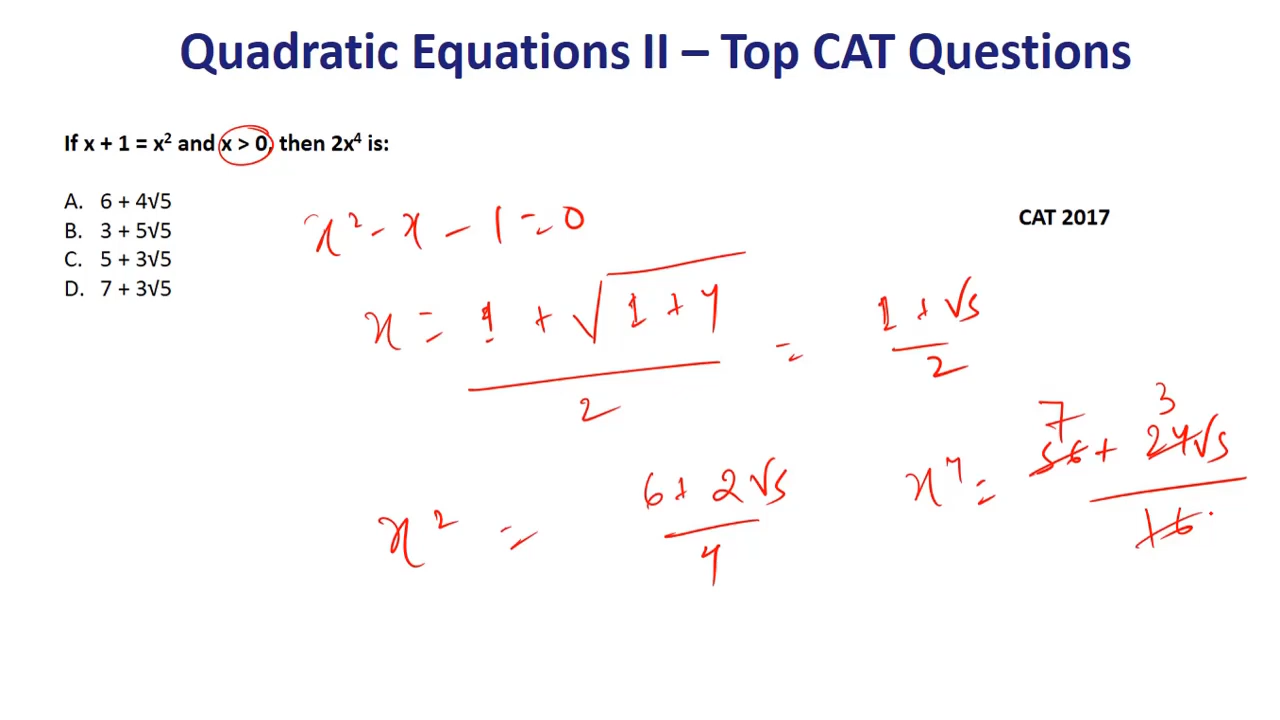 Quadratic Equations II – Top CAT Questions
If x + 1 = x² and x > 0, then 2x⁴ is:
A. 6 + 4√5
B. 3 + 5√5
C. 5 + 3√5
D. 7 + 3√5
CAT 2017
x² - x - 1 = 0
x = 1 + √1 + 4
2
= 1 + √5
2
x² = 6 + 2√5
4
7 3
x⁴ = 56 + 24√5
16